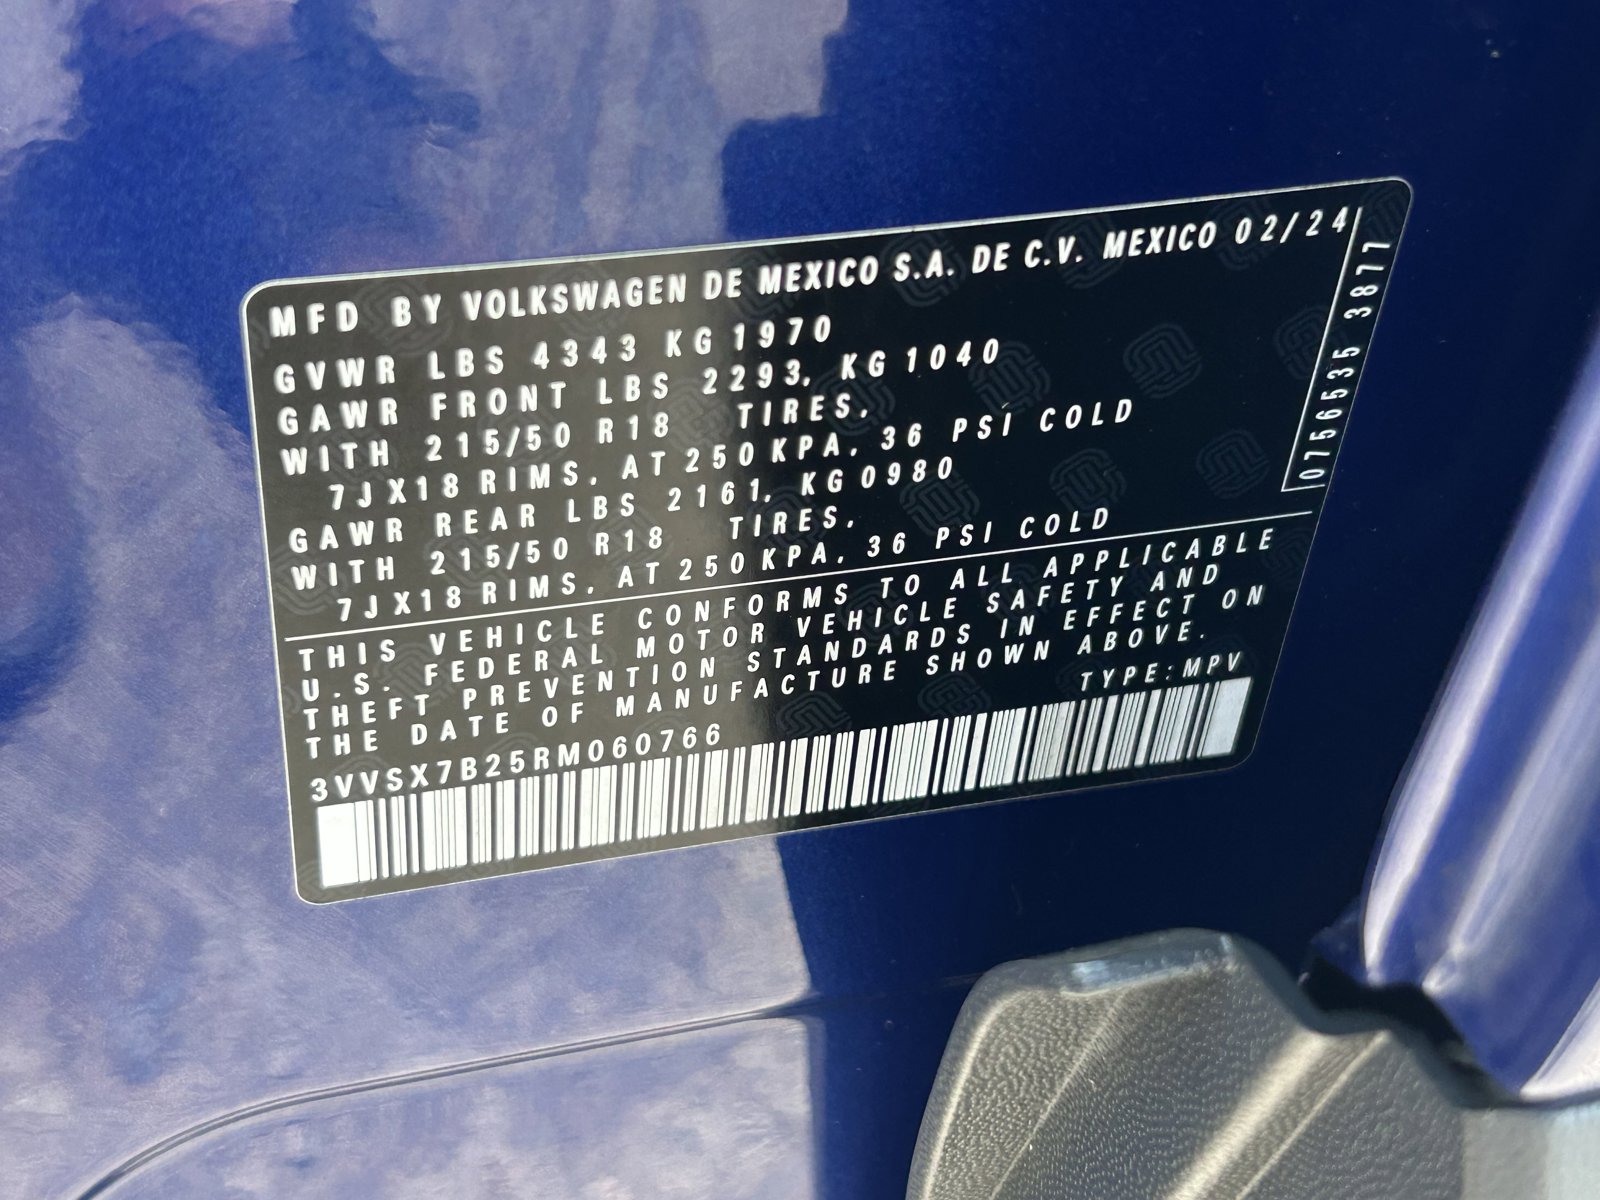 MFD BY VOLKSWAGEN DE MEXICO S.A. DE C.V. MEXICO 02/24
GVWR LBS 4343 KG 1970
GAWR FRONT LBS 2293, KG 1040
WITH 215/50 R18 TIRES,
7JX18 RIMS, AT 250 KPA, 36 PSI COLD
GAWR REAR LBS 2161, KG 0980
WITH 215/50 R18 TIRES,
7JX18 RIMS, AT 250 KPA, 36 PSI COLD
THIS VEHICLE CONFORMS TO ALL APPLICABLE
U.S. FEDERAL MOTOR VEHICLE SAFETY AND
THEFT PREVENTION STANDARDS IN EFFECT ON
THE DATE OF MANUFACTURE SHOWN ABOVE.
TYPE: MPV
3VVSX7B25RM060766
0756535 3877